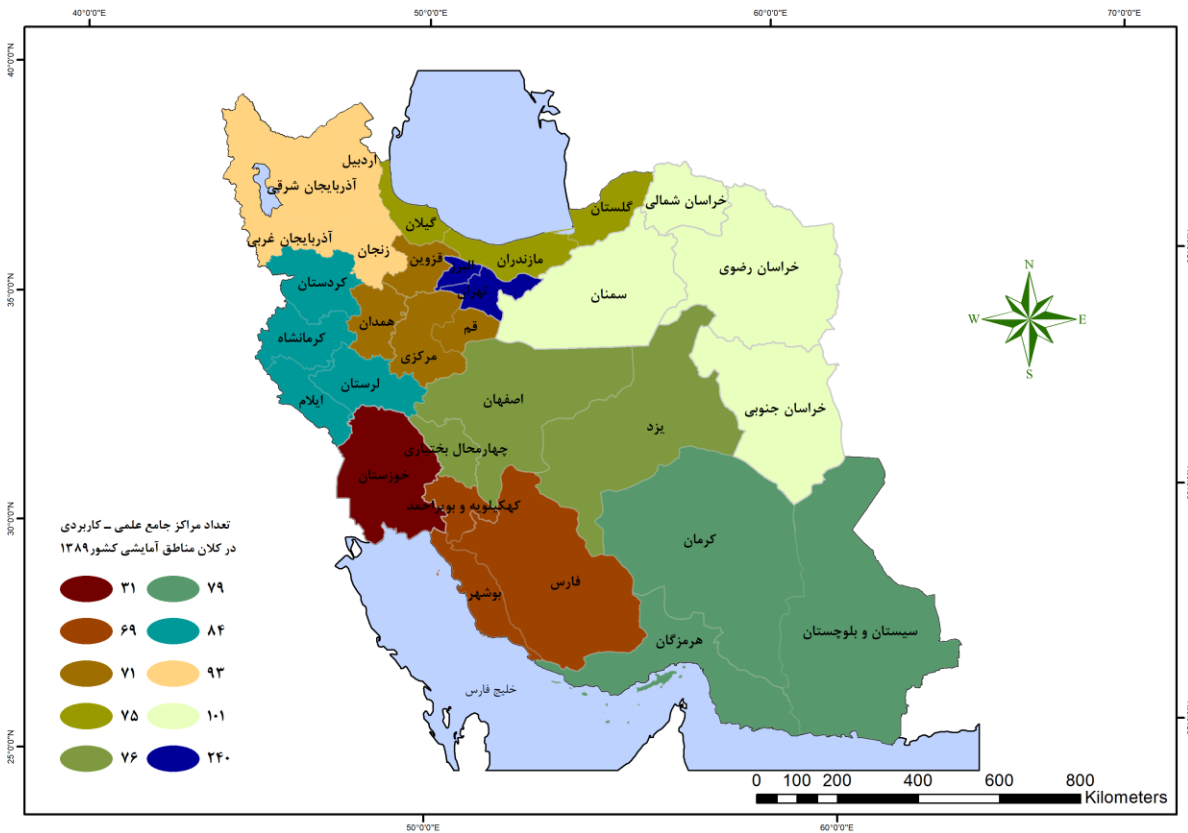 40°0'0"E
50°0'0"E
60°0'0"E
70°0'0"E
40°0'0"N
35°0'0"N
30°0'0"N
25°0'0"N
اردبیل
آذربایجان شرقی
آذربایجان غربی
زنجان
گیلان
گلستان
مازندران
خراسان شمالی
خراسان رضوی
قزوین
البرز
تهران
سمنان
کردستان
همدان
قم
مرکزی
کرمانشاه
لرستان
ایلام
اصفهان
یزد
خراسان جنوبی
چهارمحال بختیاری
خوزستان
کهکیلویه و بویراحمد
کرمان
فارس
بوشهر
هرمزگان
سیستان و بلوچستان
خلیج فارس
N
W
E
S
تعداد مراکز جامع علمی ـ کاربردی
در کلان مناطق آمایشی کشور ۱۳۸۹
۳۱ ۷۹
۶۹ ۸۴
۷۱ ۹۳
۷۵ ۱۰۱
۷۶ ۲۴۰
0 100 200 400 600 800
Kilometers
50°0'0"E
60°0'0"E